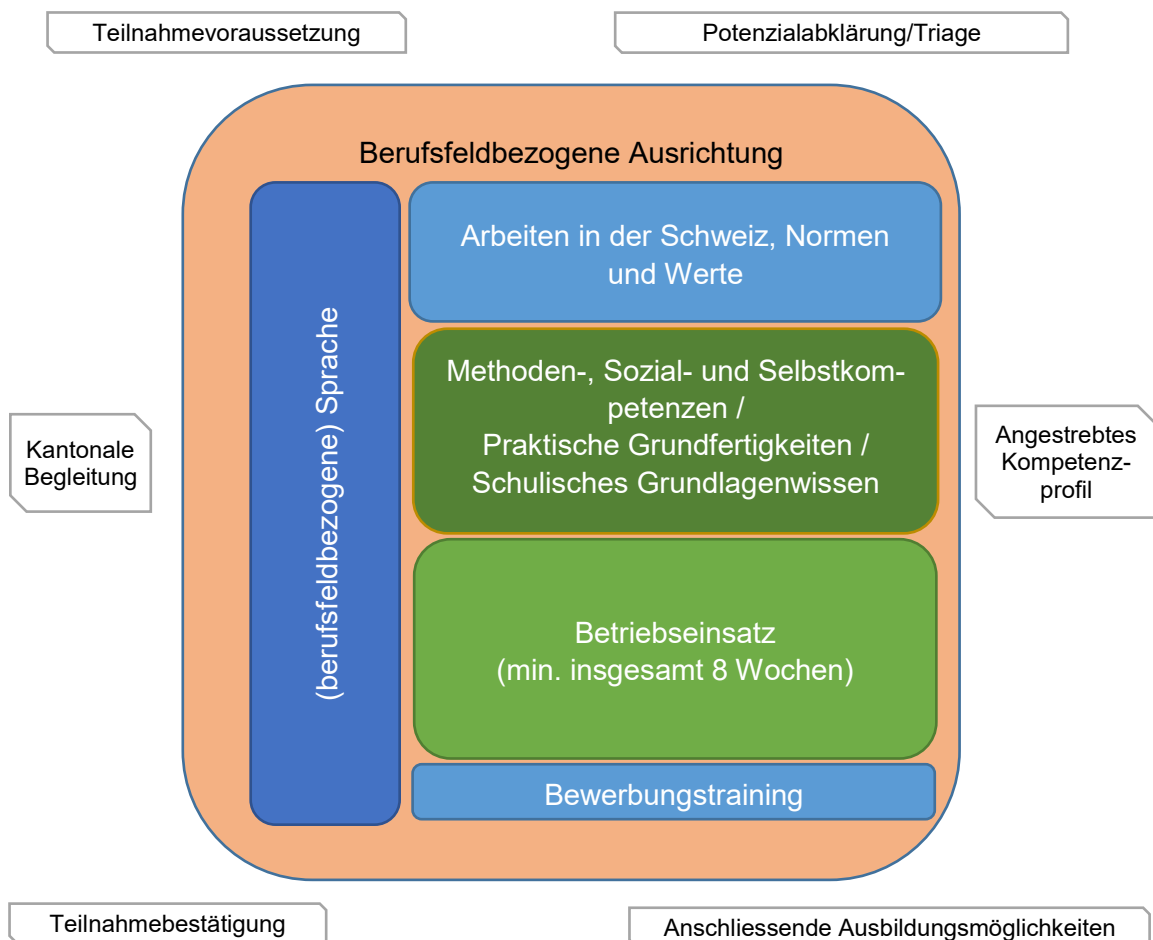 Teilnahmevoraussetzung
Potenzialabklärung/Triage
Berufsfeldbezogene Ausrichtung
(berufsfeldbezogene) Sprache
Arbeiten in der Schweiz, Normen
und Werte
Methoden-, Sozial- und Selbstkom-
petenzen /
Praktische Grundfertigkeiten /
Schulisches Grundlagenwissen
Betriebseinsatz
(min. insgesamt 8 Wochen)
Bewerbungstraining
Kantonale
Begleitung
Angestrebtes
Kompetenz-
profil
Teilnahmebestätigung
Anschliessende Ausbildungsmöglichkeiten